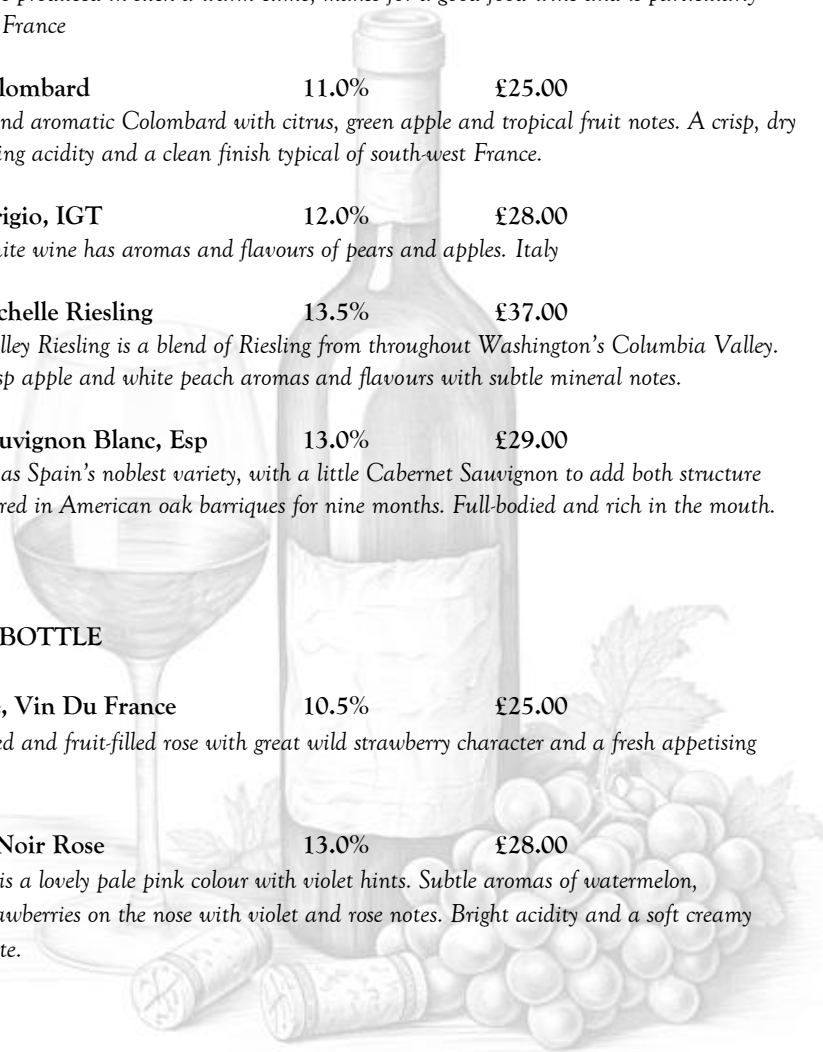 France
lombard 11.0% £25.00
nd aromatic Colombard with citrus, green apple and tropical fruit notes. A crisp, dry
ing acidity and a clean finish typical of south-west France.
rigio, IGT 12.0% £28.00
ite wine has aromas and flavours of pears and apples. Italy
chelle Riesling 13.5% £37.00
lley Riesling is a blend of Riesling from throughout Washington's Columbia Valley.
sp apple and white peach aromas and flavours with subtle mineral notes.
uvignon Blanc, Esp 13.0% £29.00
as Spain's noblest variety, with a little Cabernet Sauvignon to add both structure
red in American oak barriques for nine months. Full-bodied and rich in the mouth.
BOTTLE
, Vin Du France 10.5% £25.00
ed and fruit-filled rose with great wild strawberry character and a fresh appetising
Noir Rose 13.0% £28.00
is a lovely pale pink colour with violet hints. Subtle aromas of watermelon,
awberries on the nose with violet and rose notes. Bright acidity and a soft creamy
te.